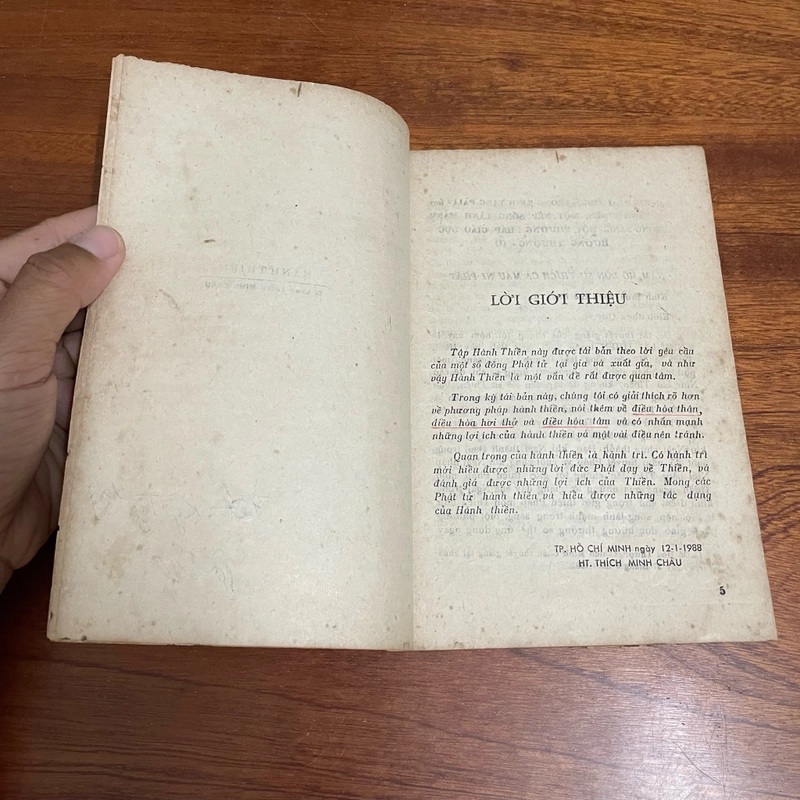 LỜI GIỚI THIỆU
Tập Hành Thiền này được tái bản theo lời yêu cầu
của một số đông Phật tử tại gia và xuất gia, và như
vậy Hành Thiền là một vấn đề rất được quan tâm.
Trong kỳ tái bản này, chúng tôi có giải thích rõ hơn
về phương pháp hành thiền, nói thêm về điều hòa thân,
điều hòa hơi thở và điều hòa tâm và có nhấn mạnh
những lợi ích của hành thiền và một vài điều nên tránh.
Quan trọng của hành thiền là hành trì. Có hành trì
mới hiểu được những lời đức Phật dạy về Thiền, và
đánh giá được những lợi ích của Thiền. Mong các
Phật tử hành thiền và hiểu được những tác dụng
của Hành thiền.
TP. HỒ CHÍ MINH ngày 12-1-1988
HT. THÍCH MINH CHÂU
5